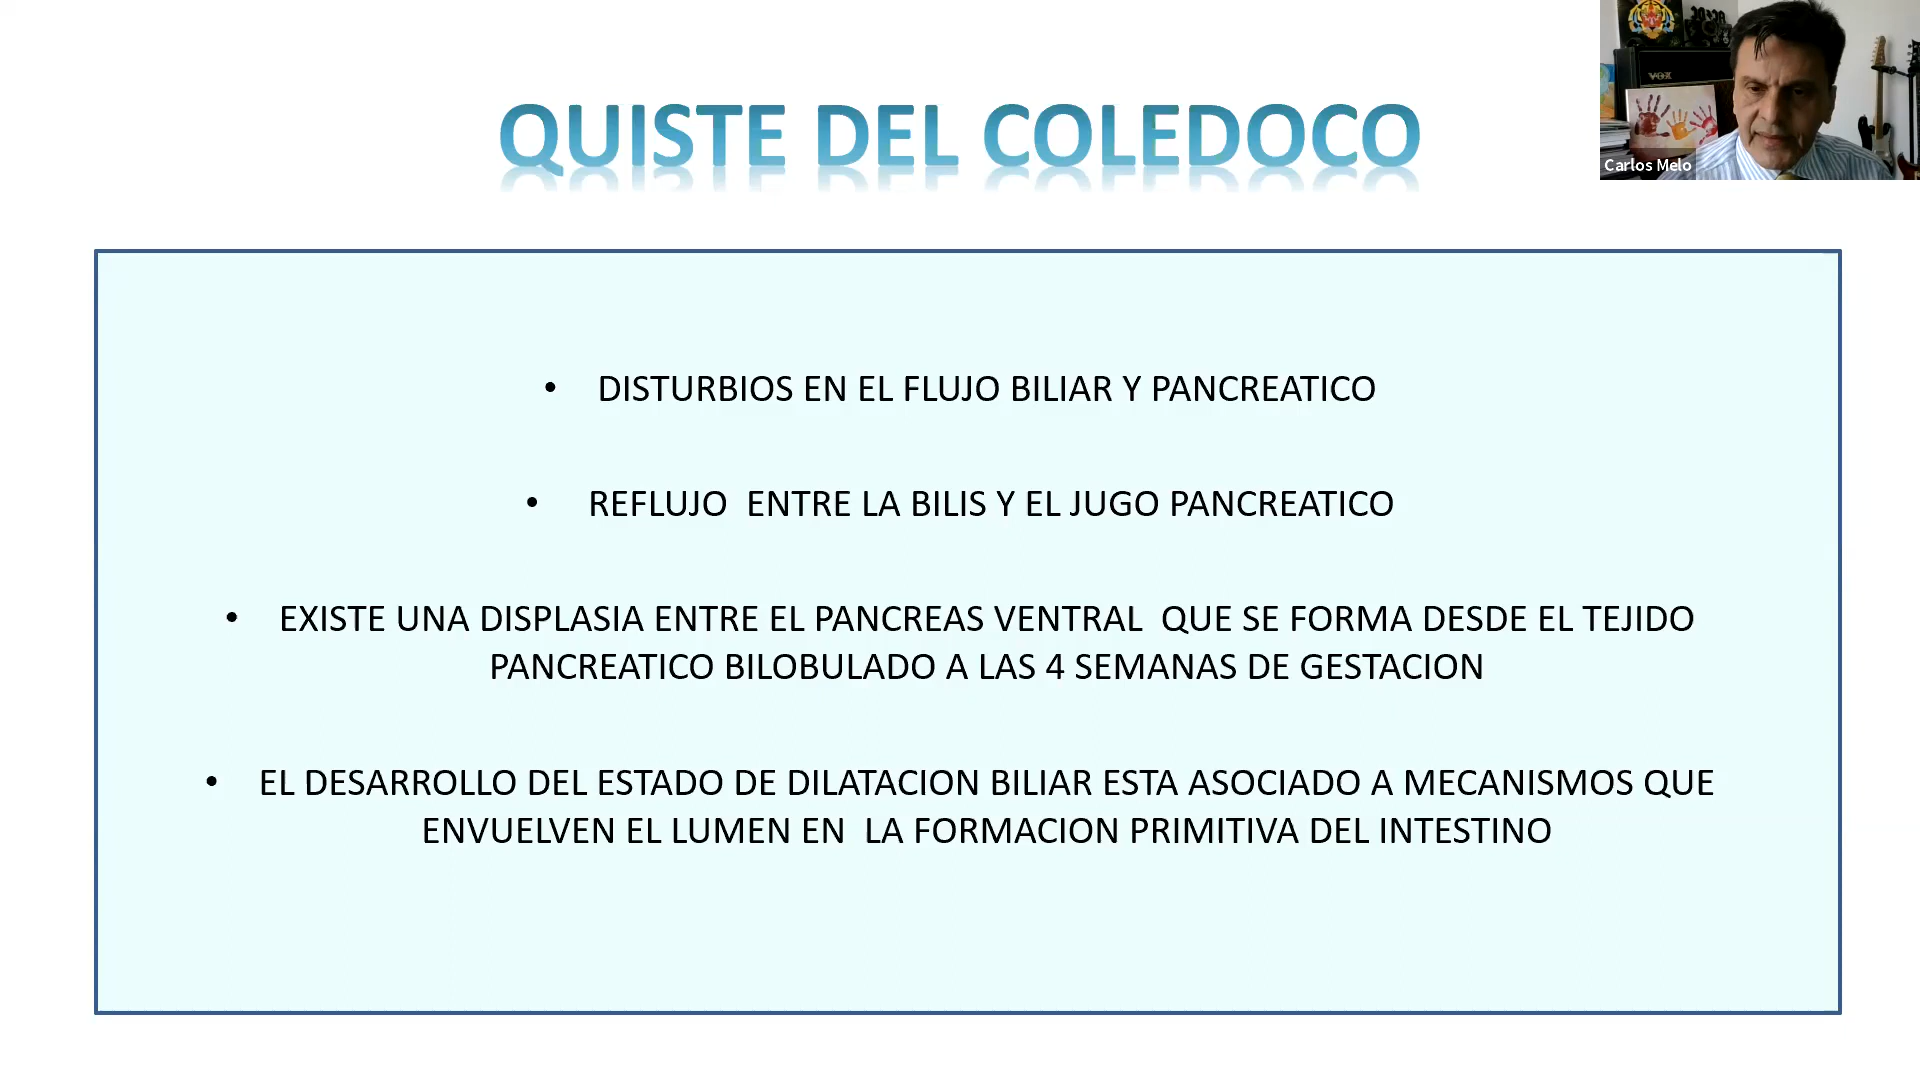 QUISTE DEL COLEDOCO
VOX
Carlos Melo
• DISTURBIOS EN EL FLUJO BILIAR Y PANCREATICO
• REFLUJO  ENTRE LA BILIS Y EL JUGO PANCREATICO
• EXISTE UNA DISPLASIA ENTRE EL PANCREAS VENTRAL  QUE SE FORMA DESDE EL TEJIDO
PANCREATICO BILOBULADO A LAS 4 SEMANAS DE GESTACION
• EL DESARROLLO DEL ESTADO DE DILATACION BILIAR ESTA ASOCIADO A MECANISMOS QUE
ENVUELVEN EL LUMEN EN  LA FORMACION PRIMITIVA DEL INTESTINO